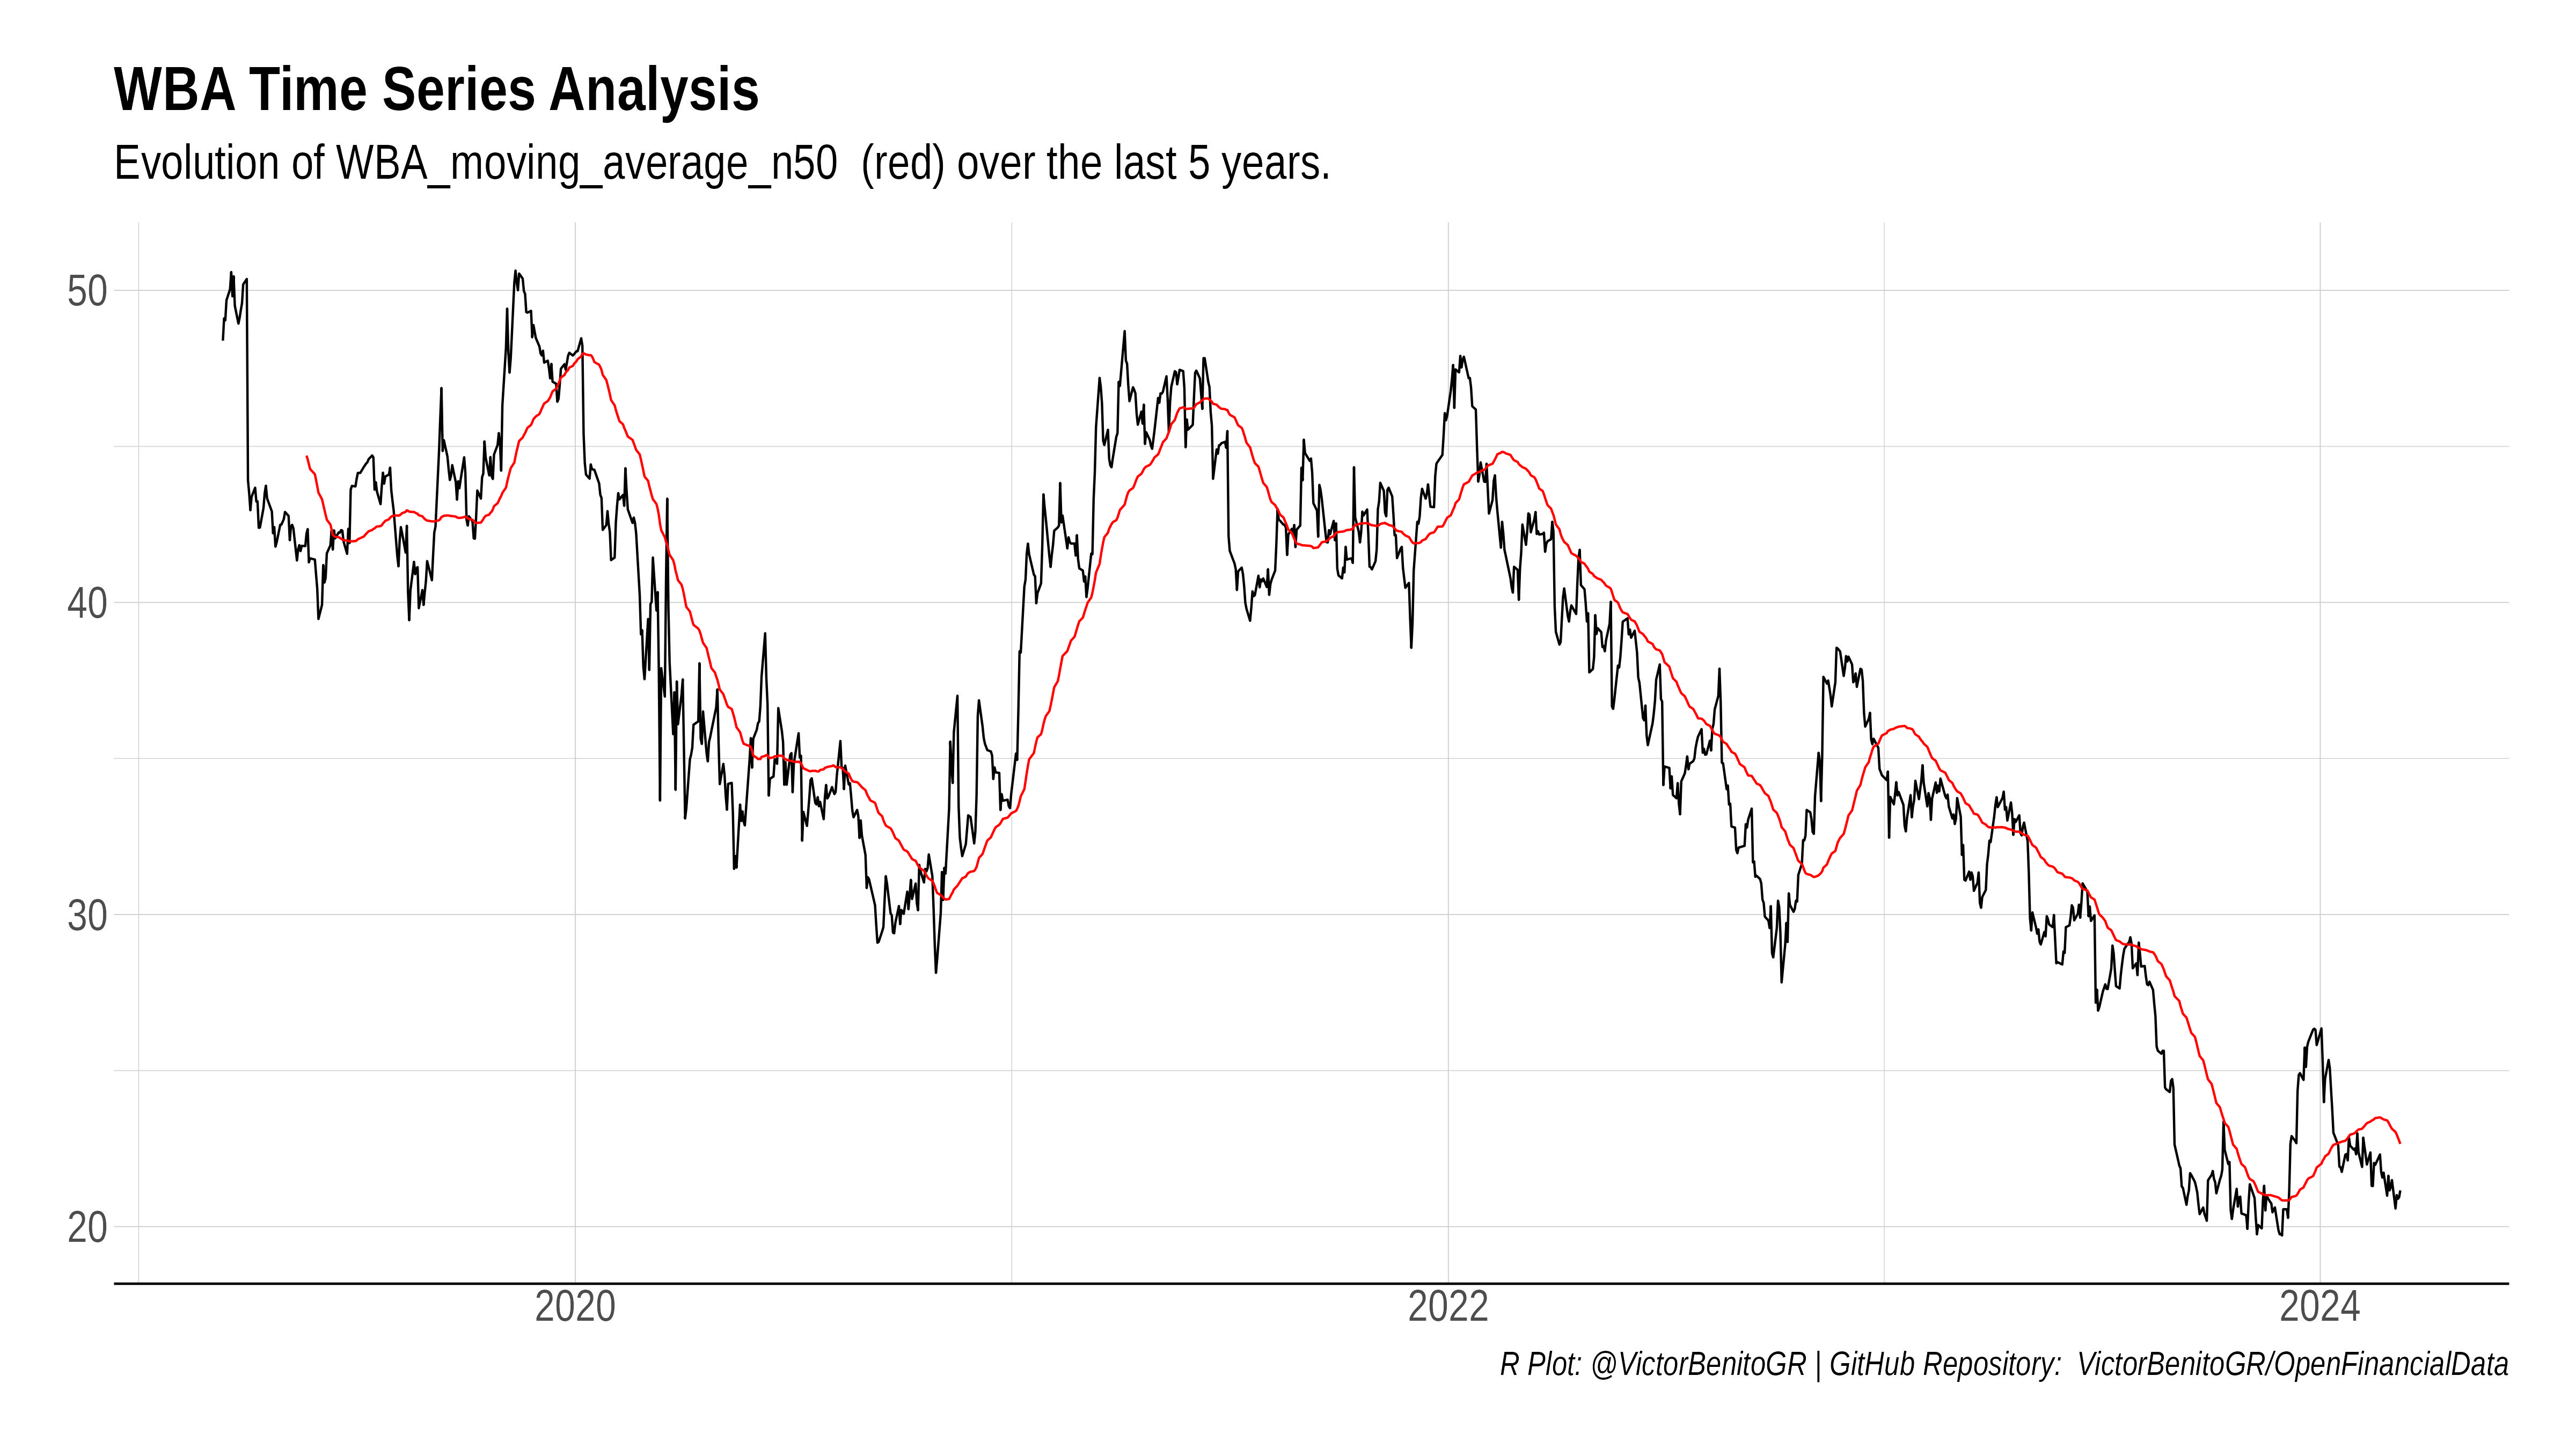 WBA Time Series Analysis
Evolution of WBA_moving_average_n50  (red) over the last 5 years.
50
40
30
20
2020 2022 2024
R Plot: @VictorBenitoGR | GitHub Repository:  VictorBenitoGR/OpenFinancialData